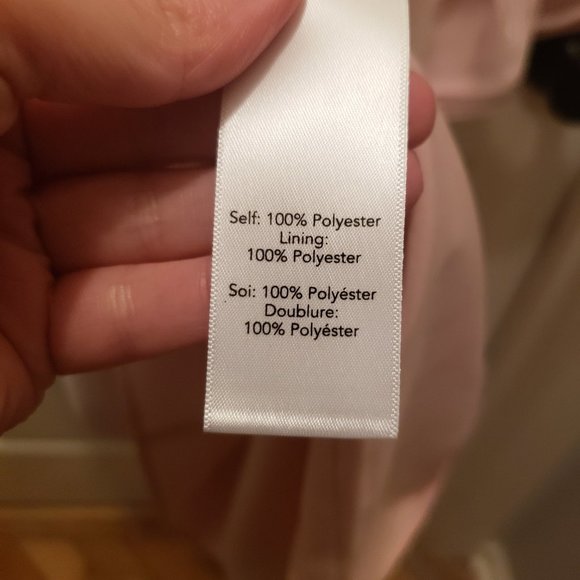 Self: 100% Polyester
Lining:
100% Polyester
Soi: 100% Polyéster
Doublure:
100% Polyéster